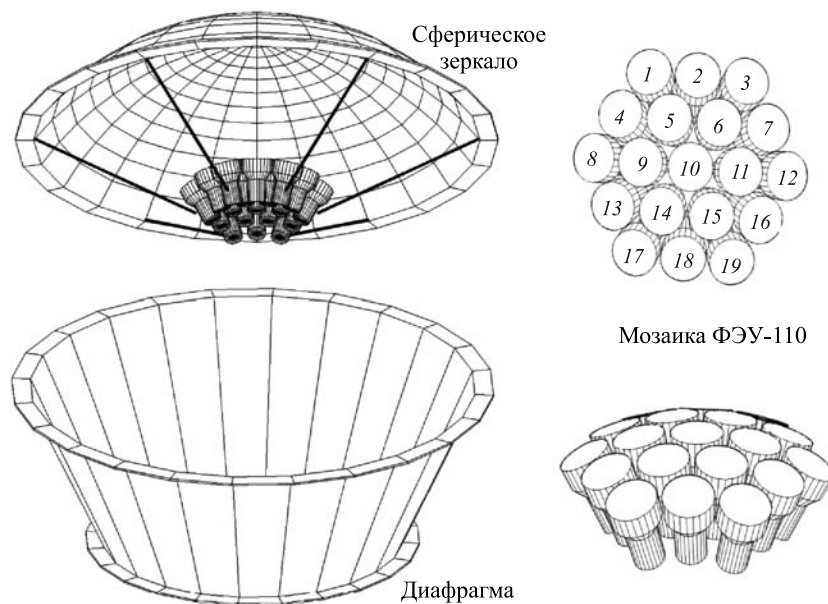 Сферическое
зеркало
1 2 3
4 5 6 7
8 9 10 11 12
13 14 15 16
17 18 19
Мозаика ФЭУ-110
Диафрагма